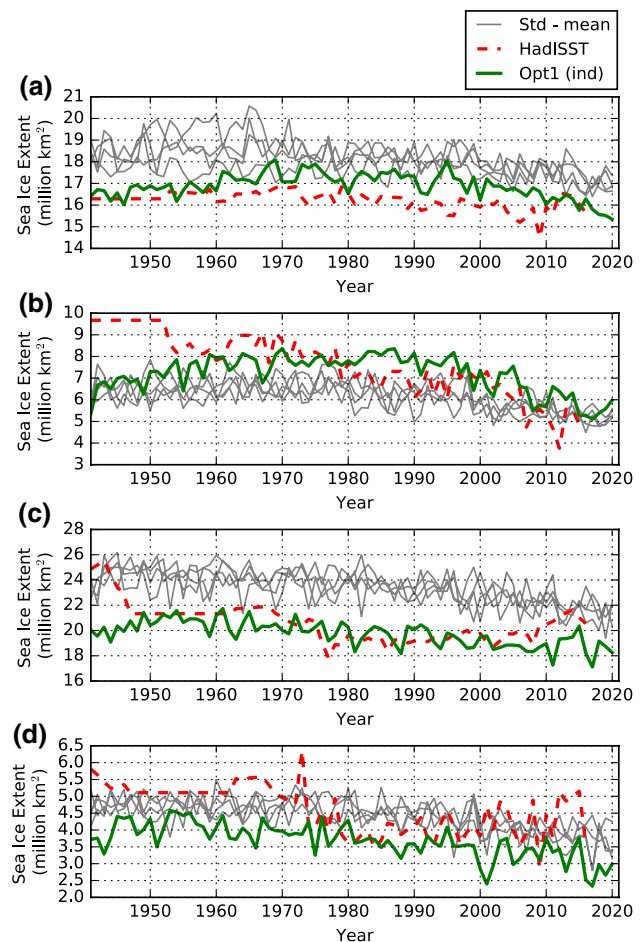 Std - mean
HadISST
Opt1 (ind)
(a)
21
20
19
18
17
16
15
14
Sea Ice Extent
(million km²)
1950 1960 1970 1980 1990 2000 2010 2020
Year
(b)
10
9
8
7
6
5
4
3
Sea Ice Extent
(million km²)
1950 1960 1970 1980 1990 2000 2010 2020
Year
(c)
28
26
24
22
20
18
16
Sea Ice Extent
(million km²)
1950 1960 1970 1980 1990 2000 2010 2020
Year
(d)
6.5
6.0
5.5
5.0
4.5
4.0
3.5
3.0
2.5
2.0
Sea Ice Extent
(million km²)
1950 1960 1970 1980 1990 2000 2010 2020
Year